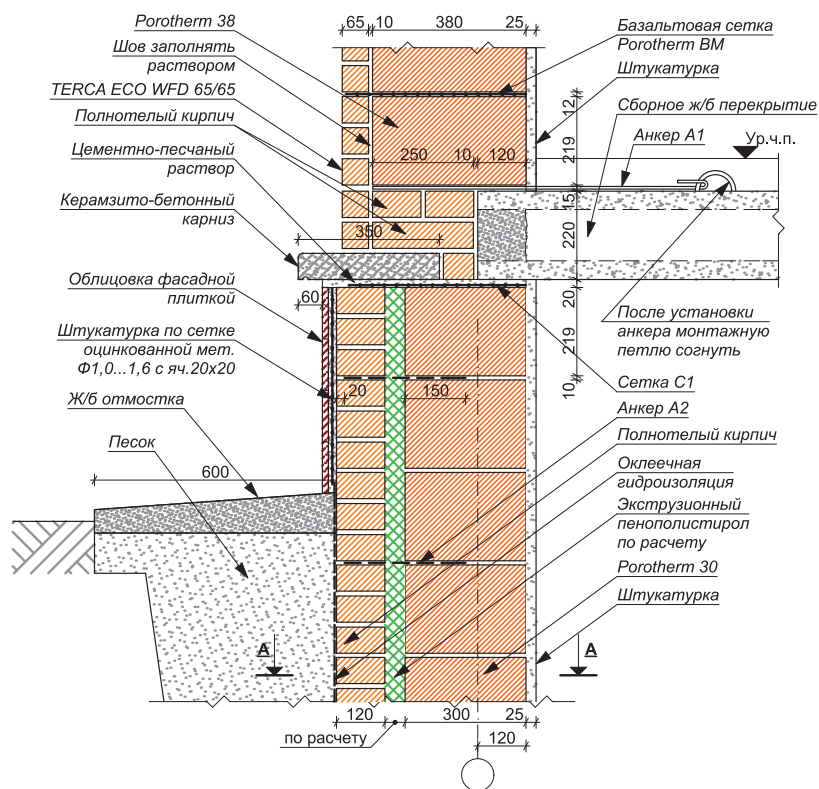 Porotherm 38
Шов заполнять
раствором
TERCA ECO WFD 65/65
Полнотелый кирпич
Цементно-песчаный
раствор
Керамзито-бетонный
карниз
Облицовка фасадной
плиткой
Штукатурка по сетке
оцинкованной мет.
Ф1,0...1,6 с яч.20х20
Ж/б отмостка
Песок
600
65 10 380 25
250 10 120
350
60
20 150
12
219
15
220
20
219
10
Базальтовая сетка
Porotherm BM
Штукатурка
Сборное ж/б перекрытие
Анкер А1
Ур.ч.п.
После установки
анкера монтажную
петлю согнуть
Сетка С1
Анкер А2
Полнотелый кирпич
Оклеечная
гидроизоляция
Экструзионный
пенополистирол
по расчету
Porotherm 30
Штукатурка
А А
120 300 25
по расчету
120